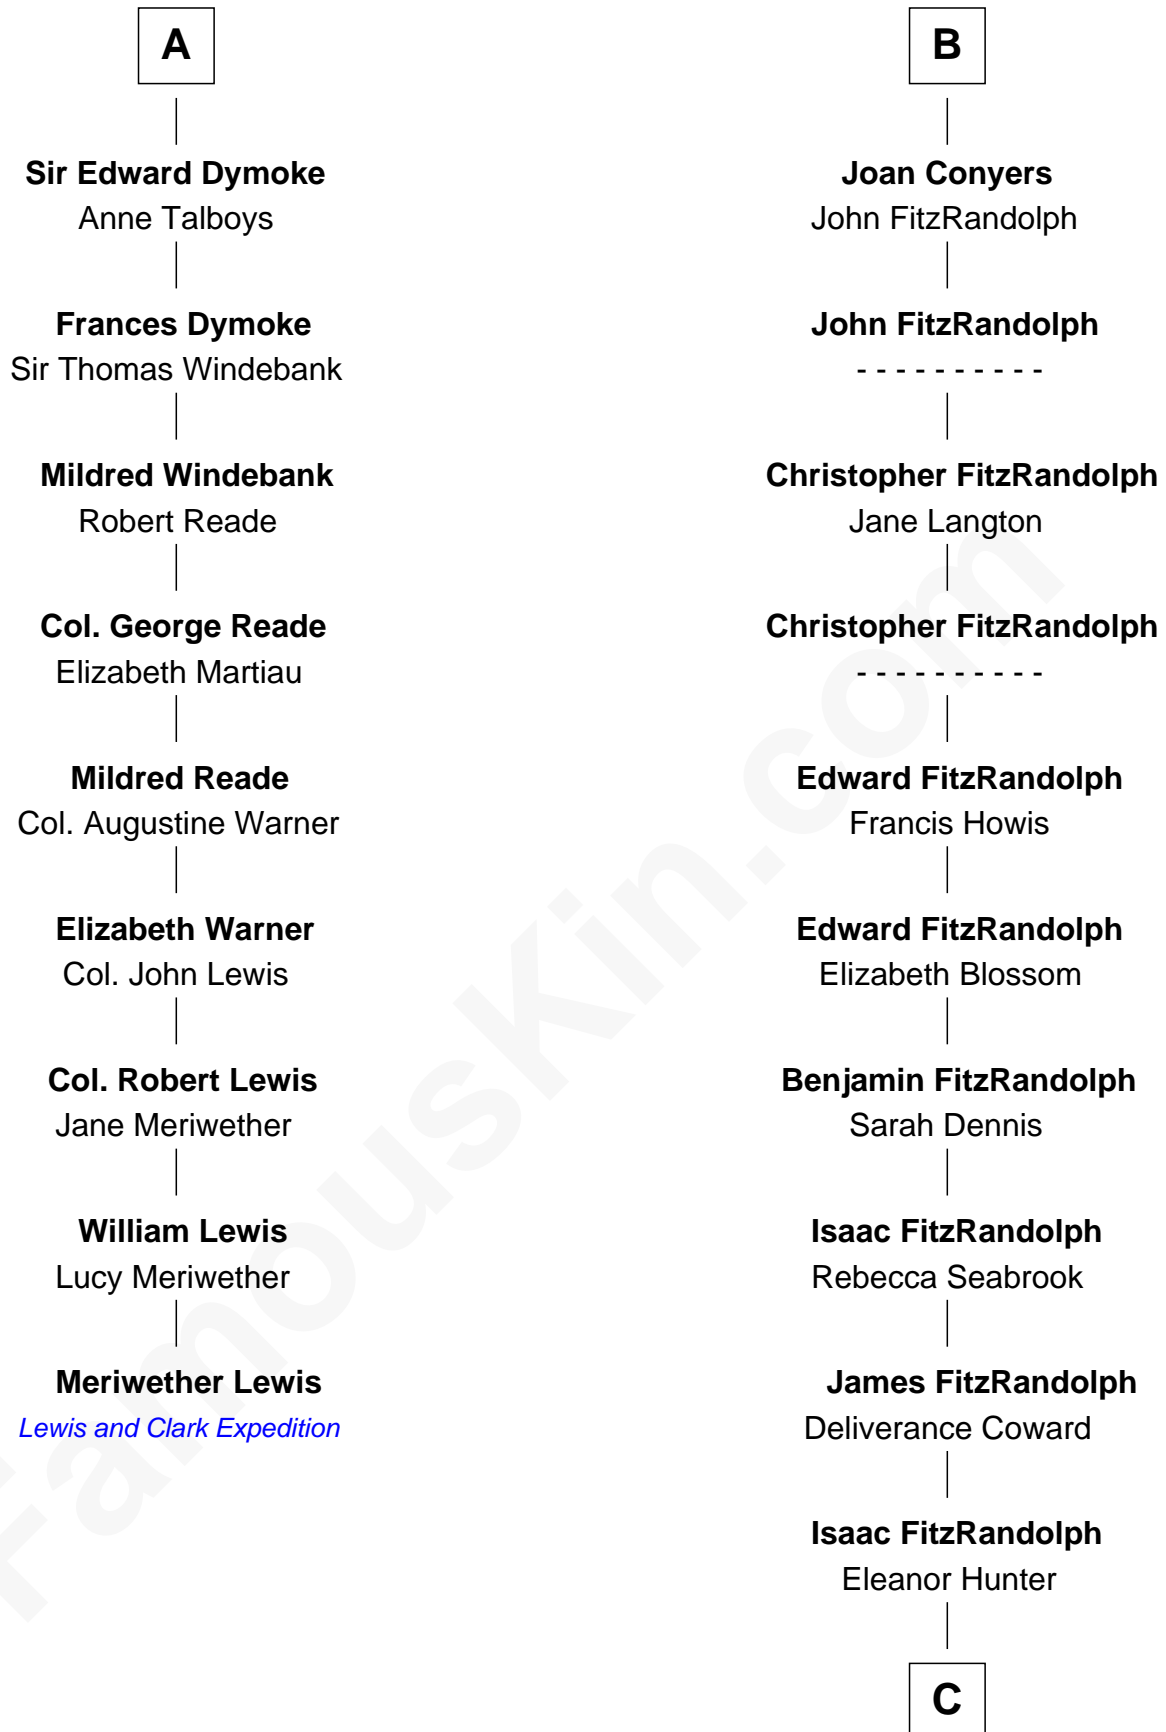 A
Sir Edward Dymoke
Anne Talboys
Frances Dymoke
Sir Thomas Windebank
Mildred Windebank
Robert Reade
Col. George Reade
Elizabeth Martiau
Mildred Reade
Col. Augustine Warner
Elizabeth Warner
Col. John Lewis
Col. Robert Lewis
Jane Meriwether
William Lewis
Lucy Meriwether
Meriwether Lewis
Lewis and Clark Expedition
B
Joan Conyers
John FitzRandolph
John FitzRandolph
- - - - - - - - - -
Christopher FitzRandolph
Jane Langton
Christopher FitzRandolph
- - - - - - - - - -
Edward FitzRandolph
Francis Howis
Edward FitzRandolph
Elizabeth Blossom
Benjamin FitzRandolph
Sarah Dennis
Isaac FitzRandolph
Rebecca Seabrook
James FitzRandolph
Deliverance Coward
Isaac FitzRandolph
Eleanor Hunter
C
FamousKin.com